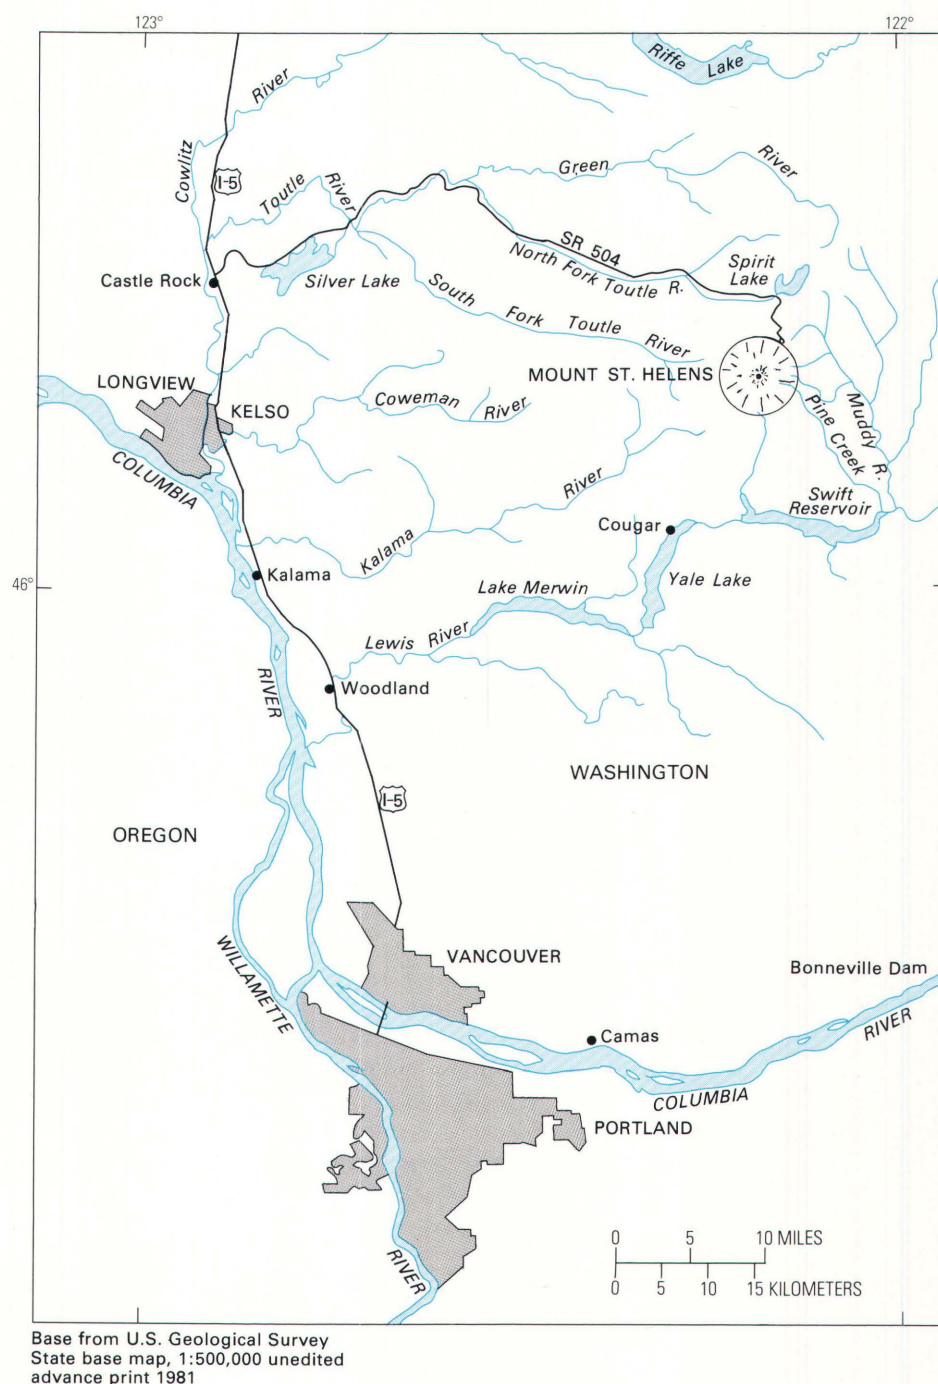 123°
122°
Riffe Lake
River
Cowlitz
I-5
Toutle River
Green River
SR 504
North Fork Toutle R.
Spirit
Lake
Castle Rock
Silver Lake
South Fork Toutle River
MOUNT ST. HELENS
LONGVIEW
KELSO
Coweman River
Pine Creek
Muddy R.
COLUMBIA
Kalama River
Swift
Reservoir
Cougar
46°
Kalama
Lake Merwin
Yale Lake
Lewis River
RIVER
Woodland
WASHINGTON
I-5
OREGON
WILLAMETTE
VANCOUVER
Bonneville Dam
Camas
RIVER
COLUMBIA
PORTLAND
RIVER
0 5 10 MILES
0 5 10 15 KILOMETERS
Base from U.S. Geological Survey
State base map, 1:500,000 unedited
advance print 1981